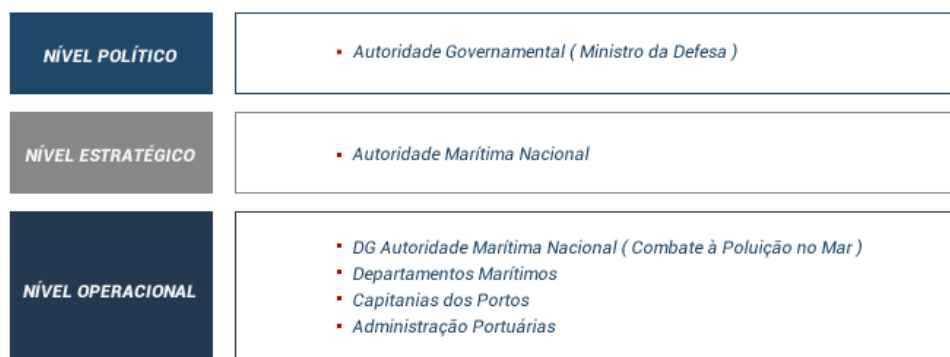 NÍVEL POLÍTICO
▪ Autoridade Governamental ( Ministro da Defesa )
NÍVEL ESTRATÉGICO
▪ Autoridade Marítima Nacional
NÍVEL OPERACIONAL
▪ DG Autoridade Marítima Nacional ( Combate à Poluição no Mar )
▪ Departamentos Marítimos
▪ Capitanias dos Portos
▪ Administração Portuárias